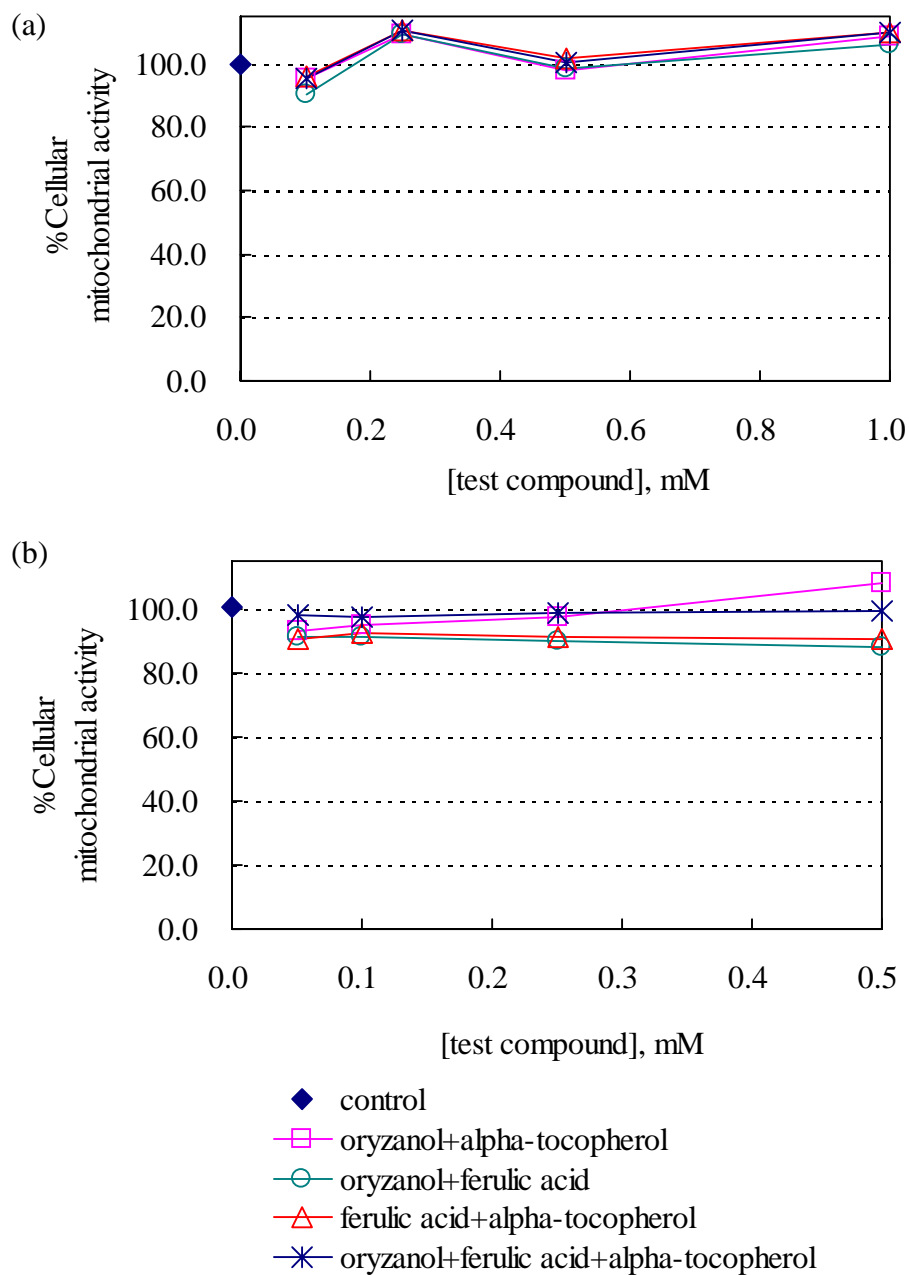 (a)
%Cellular
mitochondrial activity
100.0
80.0
60.0
40.0
20.0
0.0
0.0 0.2 0.4 0.6 0.8 1.0
[test compound], mM
(b)
%Cellular
mitochondrial activity
100.0
80.0
60.0
40.0
20.0
0.0
0.0 0.1 0.2 0.3 0.4 0.5
[test compound], mM
control
oryzanol+alpha-tocopherol
oryzanol+ferulic acid
ferulic acid+alpha-tocopherol
oryzanol+ferulic acid+alpha-tocopherol